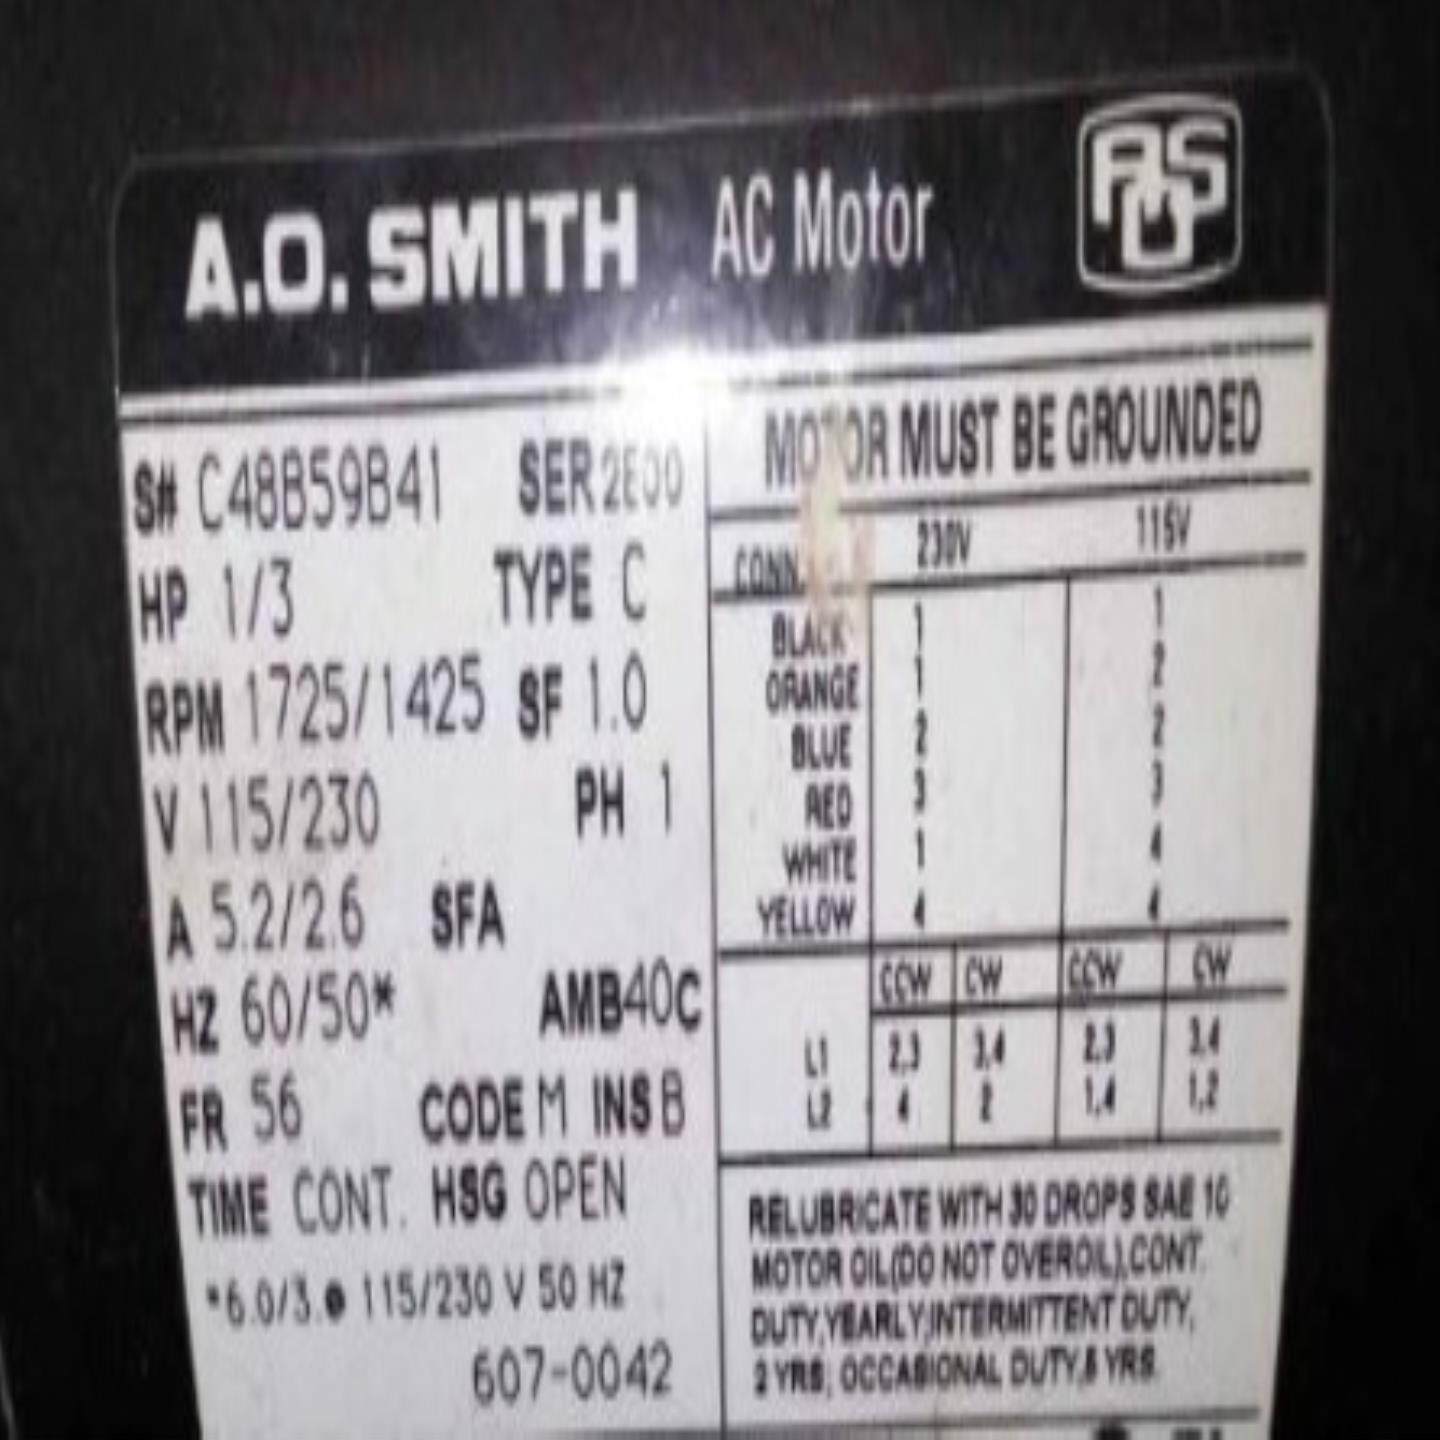 A.O. SMITH AC Motor AOS
S# C48B59B41 SER 2E00
HP 1/3 TYPE C
RPM 1725/1425 SF 1.0
V 115/230 PH 1
A 5.2/2.6 SFA
HZ 60/50* AMB 40C
FR 56 CODE M INS B
TIME CONT. HSG OPEN
*6.0/3. 115/230 V 50 HZ
607-0042
MOTOR MUST BE GROUNDED
230V 115V
BLACK 1 1
ORANGE 1 2
BLUE 2 2
RED 3 3
WHITE 1 4
YELLOW 4 4
CCW CW CCW CW
L1 2,3 3,4 2,3 3,4
L2 4 2 1,4 1,2
RELUBRICATE WITH 30 DROPS SAE 10
MOTOR OIL(DO NOT OVEROIL),CONT.
DUTY,YEARLY;INTERMITTENT DUTY,
2 YRS; OCCASIONAL DUTY,5 YRS.